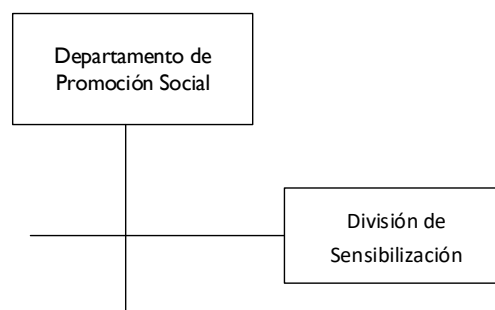 Departamento de
Promoción Social
División de
Sensibilización